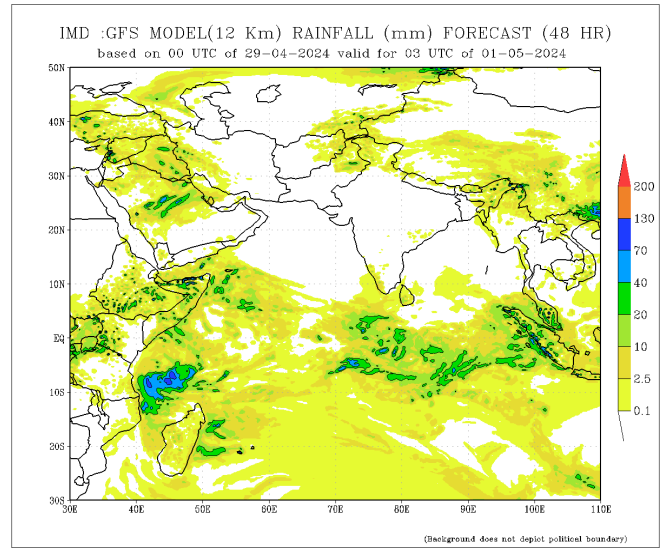 IMD :GFS MODEL(12 Km) RAINFALL (mm) FORECAST (48 HR)
based on 00 UTC of 29-04-2024 valid for 03 UTC of 01-05-2024
50N
40N
30N
20N
10N
EQ
10S
20S
30S
30E 40E 50E 60E 70E 80E 90E 100E 110E
200
130
70
40
20
10
2.5
0.1
(Background does not depict political boundary)